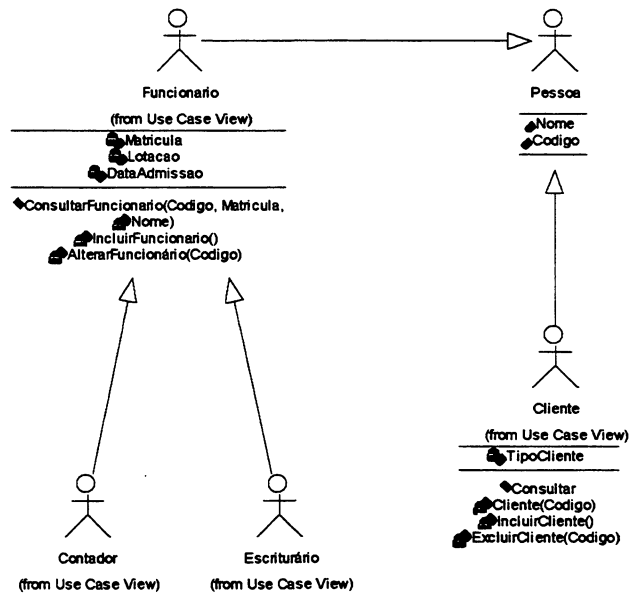 Funcionario
(from Use Case View)
Matricula
Lotacao
DataAdmissao
ConsultarFuncionario(Codigo, Matricula,
Nome)
IncluirFuncionario()
AlterarFuncionário(Codigo)
Pessoa
Nome
Codigo
Cliente
(from Use Case View)
TipoCliente
Consultar
Cliente(Codigo)
IncluirCliente()
ExcluirCliente(Codigo)
Contador
(from Use Case View)
Escriturário
(from Use Case View)